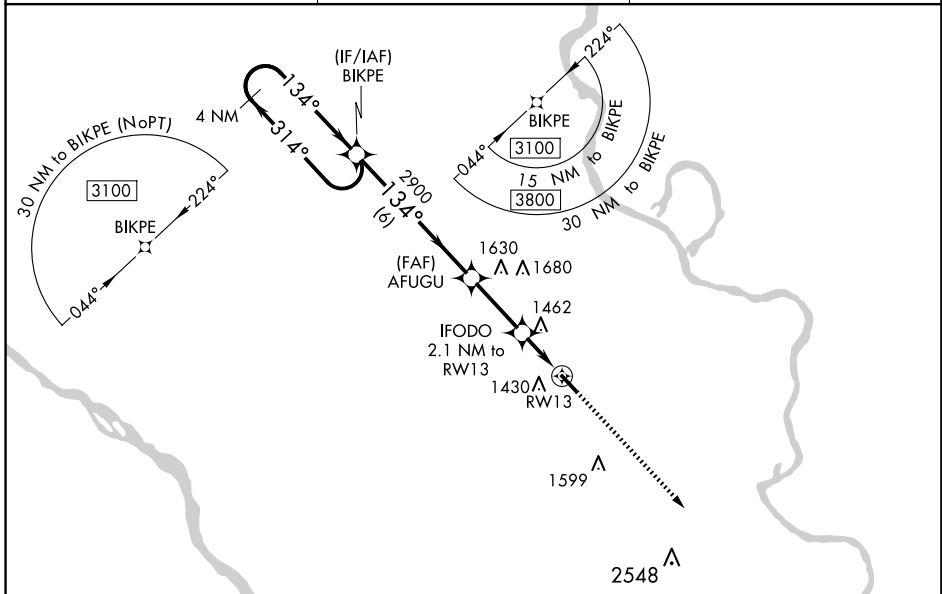 (IF/IAF)
BIKPE
4 NM
134°
314°
30 NM to BIKPE (NoPT)
3100
224°
BIKPE
044°
224°
BIKPE
044°
3100
15 NM to BIKPE
3800
30 NM to BIKPE
2900
134°
(6)
(FAF)
AFUGU
1630
1680
1462
IFODO
2.1 NM to
RW13
1430
RW13
1599
2548